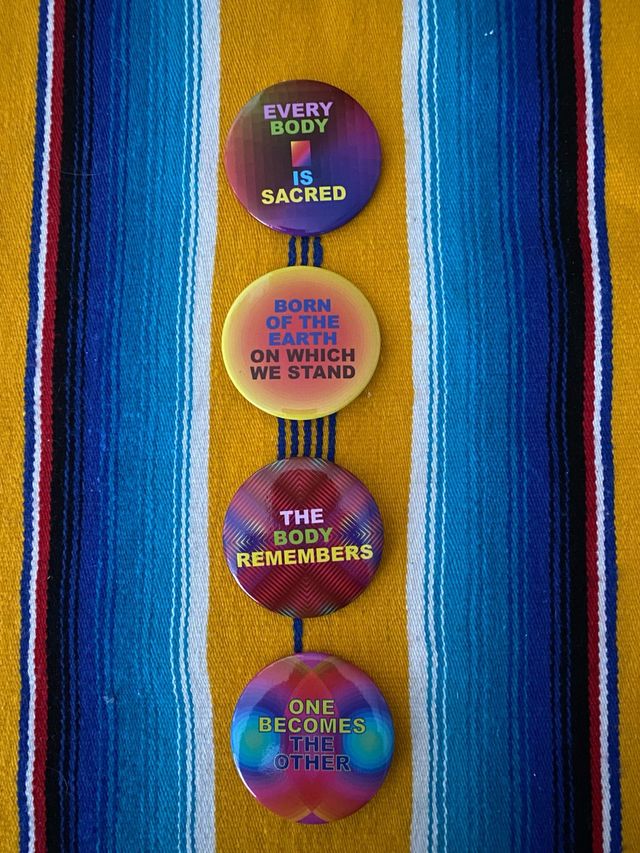 EVERY
BODY
IS
SACRED
BORN
OF THE
EARTH
ON WHICH
WE STAND
THE
BODY
REMEMBERS
ONE
BECOMES
THE
OTHER